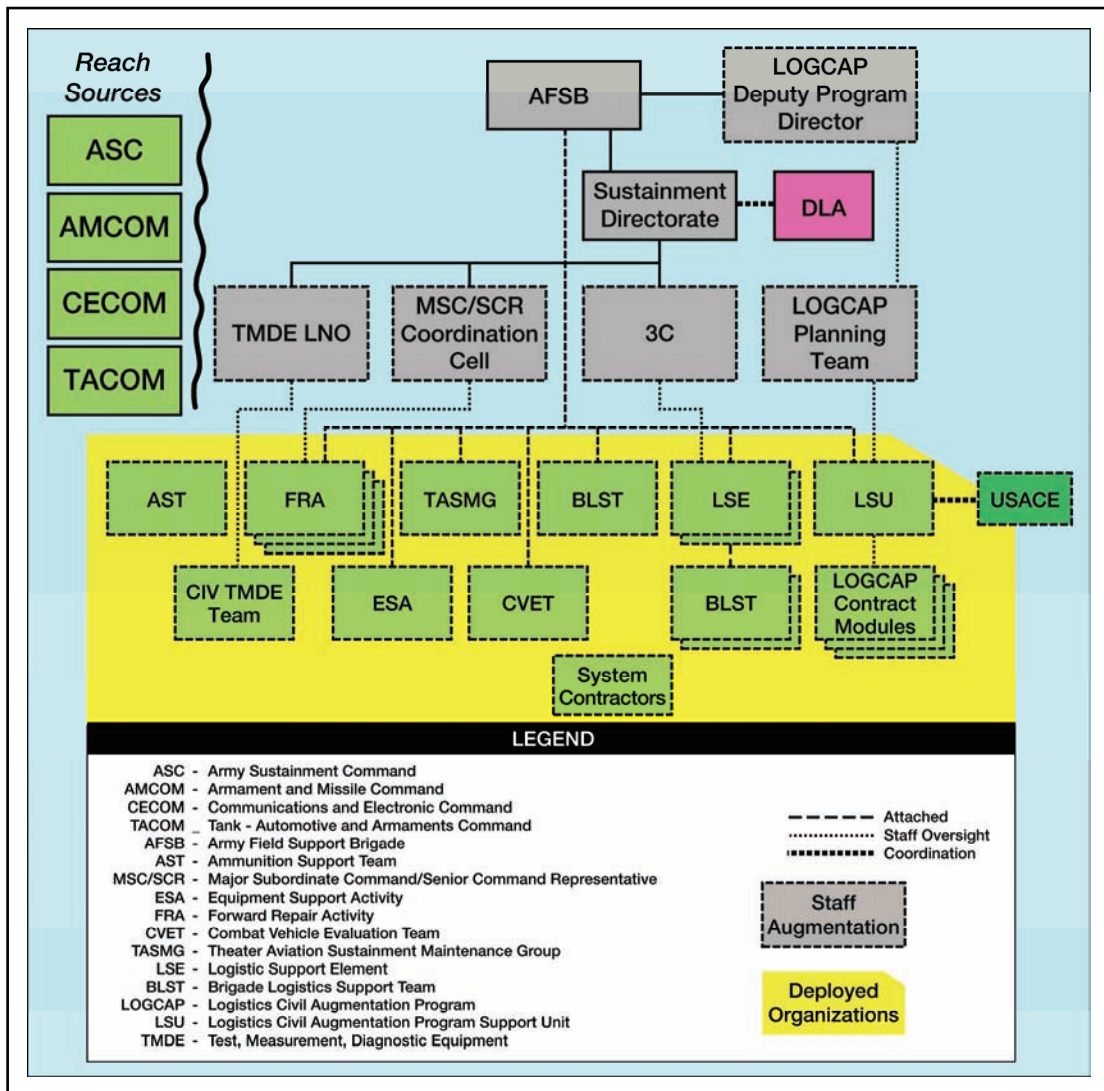 Reach
Sources
ASC
AMCOM
CECOM
TACOM
AFSB
LOGCAP
Deputy Program
Director
Sustainment
Directorate
DLA
TMDE LNO
MSC/SCR
Coordination
Cell
3C
LOGCAP
Planning
Team
AST
FRA
TASMG
BLST
LSE
LSU
USACE
CIV TMDE
Team
ESA
CVET
BLST
LOGCAP
Contract
Modules
System
Contractors
LEGEND
ASC - Army Sustainment Command
AMCOM - Armament and Missile Command
CECOM - Communications and Electronic Command
TACOM _ Tank - Automotive and Armaments Command
AFSB - Army Field Support Brigade
AST - Ammunition Support Team
MSC/SCR - Major Subordinate Command/Senior Command Representative
ESA - Equipment Support Activity
FRA - Forward Repair Activity
CVET - Combat Vehicle Evaluation Team
TASMG - Theater Aviation Sustainment Maintenance Group
LSE - Logistic Support Element
BLST - Brigade Logistics Support Team
LOGCAP - Logistics Civil Augmentation Program
LSU - Logistics Civil Augmentation Program Support Unit
TMDE - Test, Measurement, Diagnostic Equipment
Attached
Staff Oversight
Coordination
Staff
Augmentation
Deployed
Organizations